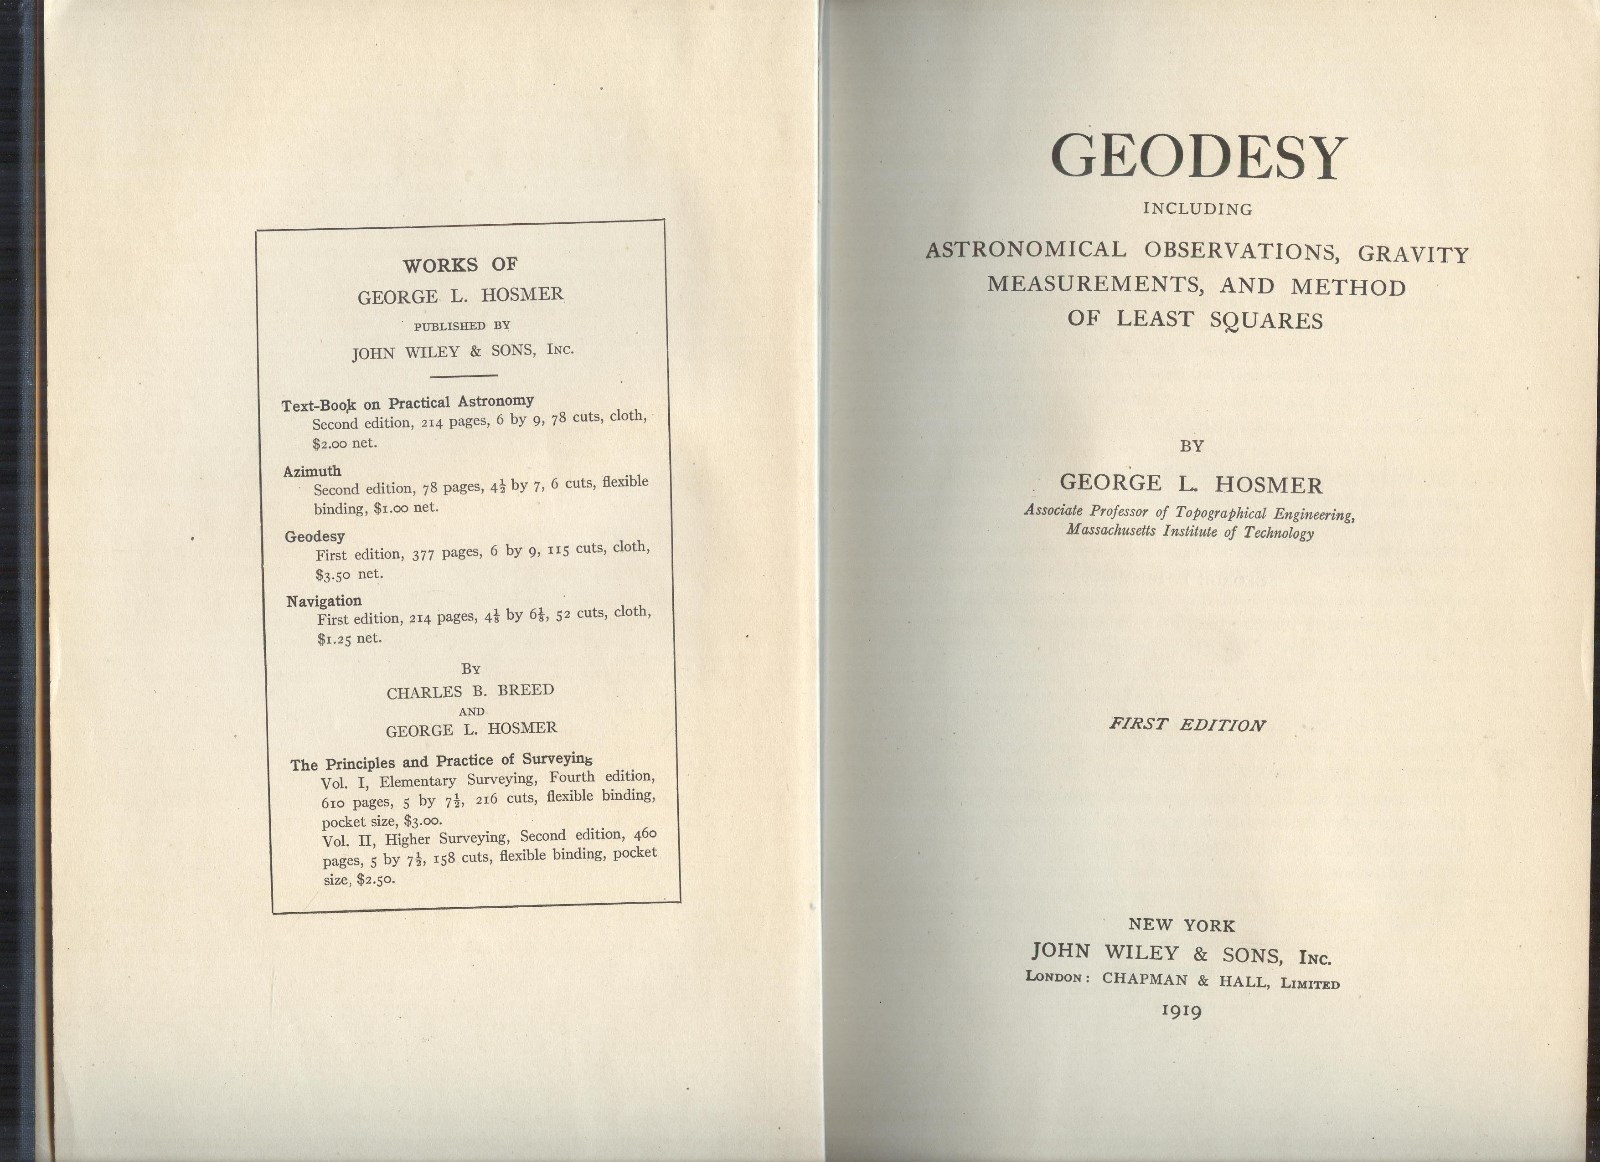 WORKS OF
GEORGE L. HOSMER
PUBLISHED BY
JOHN WILEY & SONS, Inc.
Text-Book on Practical Astronomy
Second edition, 214 pages, 6 by 9, 78 cuts, cloth,
$2.00 net.
Azimuth
Second edition, 78 pages, 4½ by 7, 6 cuts, flexible
binding, $1.00 net.
Geodesy
First edition, 377 pages, 6 by 9, 115 cuts, cloth,
$3.50 net.
Navigation
First edition, 214 pages, by 52 cuts, cloth,
$1.25 net.
By
CHARLES B. BREED
AND
GEORGE L. HOSMER
The Principles and Practice of Surveying
Vol. I, Elementary Surveying, Fourth edition,
610 pages, 5 by 7½, 216 cuts, flexible binding,
pocket size, $3.00.
Vol. II, Higher Surveying, Second edition, 460
pages, 5 by 7½, 158 cuts, flexible binding, pocket
size, $2.50.
GEODESY
INCLUDING
ASTRONOMICAL OBSERVATIONS, GRAVITY
MEASUREMENTS, AND METHOD
OF LEAST SQUARES
BY
GEORGE L. HOSMER
Associate Professor of Topographical Engineering,
Massachusetts Institute of Technology
FIRST EDITION
NEW YORK
JOHN WILEY & SONS, Inc.
London: CHAPMAN & HALL, Limited
1919